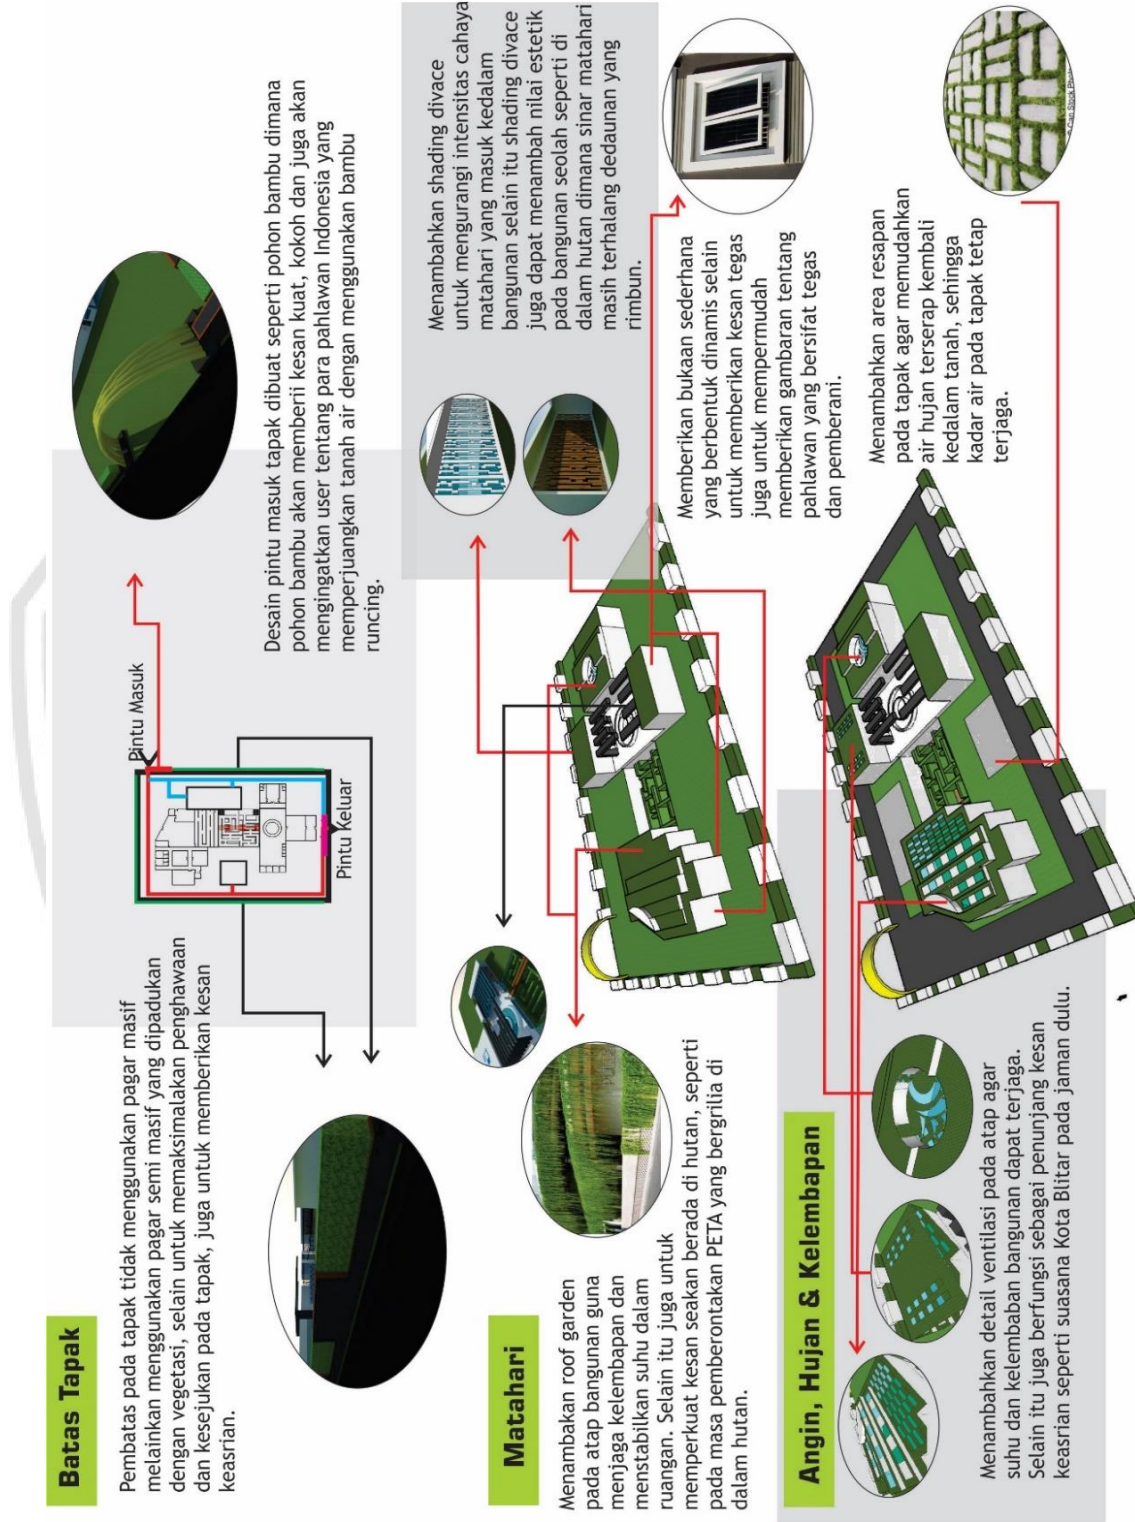 Batas Tapak
Pembatas pada tapak tidak menggunakan pagar masif
melainkan menggunakan pagar semi masif yang dipadukan
dengan vegetasi, selain untuk memaksimalakan penghawaan
dan kesejukan pada tapak, juga untuk memberikan kesan
keasrian.
Pintu Masuk
Pintu Keluar
Desain pintu masuk tapak dibuat seperti pohon bambu dimana
pohon bambu akan memberii kesan kuat, kokoh dan juga akan
mengingatkan user tentang para pahlawan Indonesia yang
memperjuangkan tanah air dengan menggunakan bambu
runcing.
Matahari
Menambakan roof garden
pada atap bangunan guna
menjaga kelembapan dan
menstabilkan suhu dalam
ruangan. Selain itu juga untuk
memperkuat kesan seakan berada di hutan, seperti
pada masa pemberontakan PETA yang bergrilia di
dalam hutan.
Menambahkan shading divace
untuk mengurangi intensitas cahaya
matahari yang masuk kedalam
bangunan selain itu shading divace
juga dapat menambah nilai estetik
pada bangunan seolah seperti di
dalam hutan dimana sinar matahari
masih terhalang dedaunan yang
rimbun.
Memberikan bukaan sederhana
yang berbentuk dinamis selain
untuk memberikan kesan tegas
juga untuk mempermudah
memberikan gambaran tentang
pahlawan yang bersifat tegas
dan pemberani.
Angin, Hujan & Kelembapan
Menambahkan detail ventilasi pada atap agar
suhu dan kelembaban bangunan dapat terjaga.
Selain itu juga berfungsi sebagai penunjang kesan
keasrian seperti suasana Kota Blitar pada jaman dulu.
Menambahkan area resapan
pada tapak agar memudahkan
air hujan terserap kembali
kedalam tanah, sehingga
kadar air pada tapak tetap
terjaga.
© Can Stock Photo